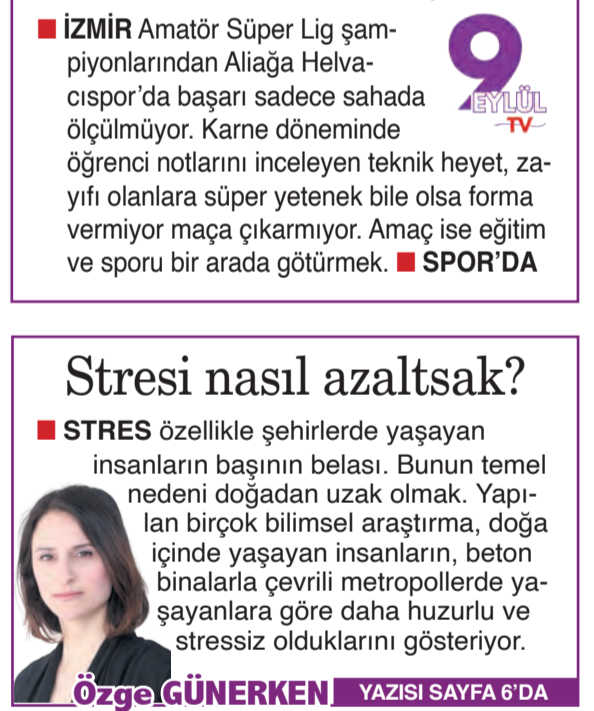 ■ İZMİR Amatör Süper Lig şam-
piyonlarından Aliağa Helva-
cıspor’da başarı sadece sahada
ölçülmüyor. Karne döneminde
öğrenci notlarını inceleyen teknik heyet, za-
yıfı olanlara süper yetenek bile olsa forma
vermiyor maça çıkarmıyor. Amaç ise eğitim
ve sporu bir arada götürmek. ■ SPOR’DA
9
EYLÜL
TV
Stresi nasıl azaltsak?
■ STRES özellikle şehirlerde yaşayan
insanların başının belası. Bunun temel
nedeni doğadan uzak olmak. Yapı-
lan birçok bilimsel araştırma, doğa
içinde yaşayan insanların, beton
binalarla çevrili metropollerde ya-
şayanlara göre daha huzurlu ve
stressiz olduklarını gösteriyor.
Özge GÜNERKEN YAZISI SAYFA 6’DA